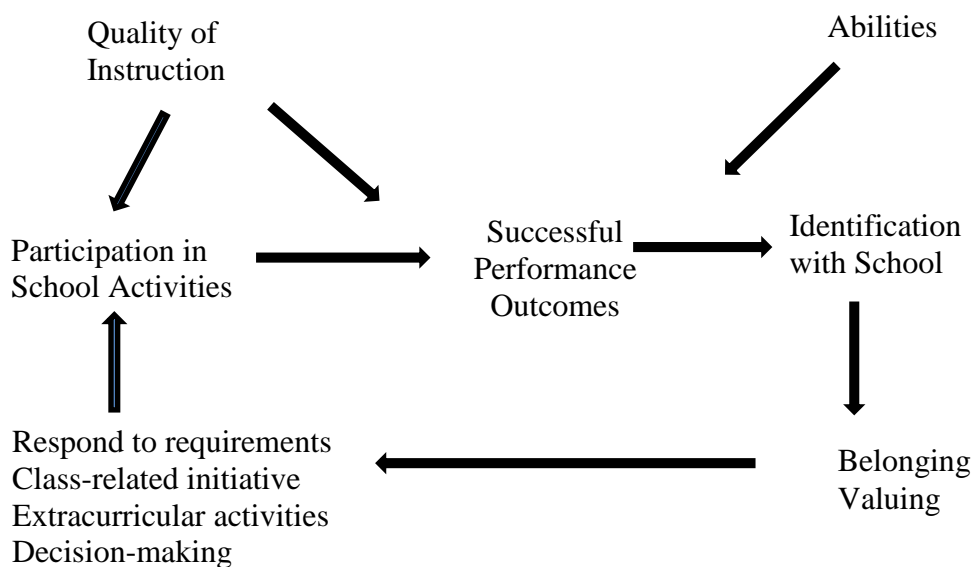 Quality of
Instruction
Abilities
Participation in
School Activities
Successful
Performance
Outcomes
Identification
with School
Respond to requirements
Class-related initiative
Extracurricular activities
Decision-making
Belonging
Valuing